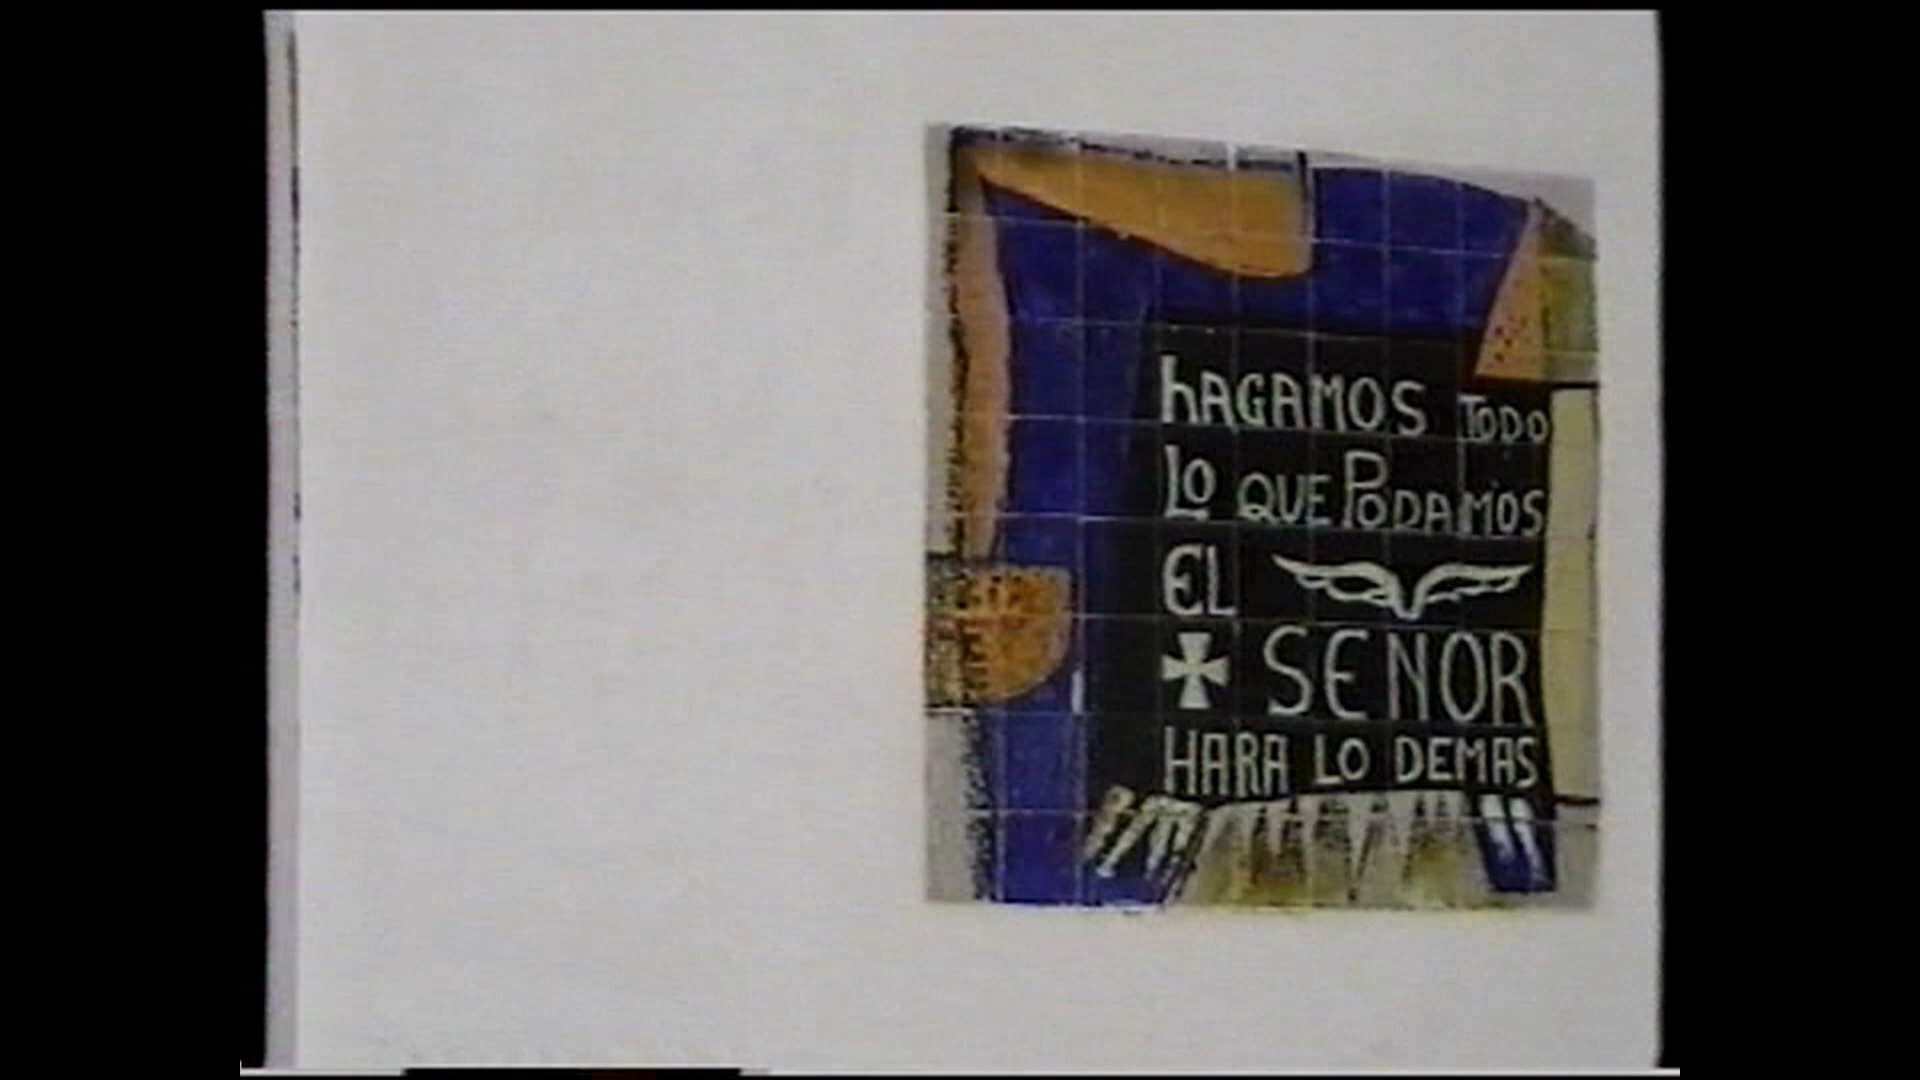 hAGAMOS TODO
LO QUE PODAMOS
EL
SENOR
HARA LO DEMAS